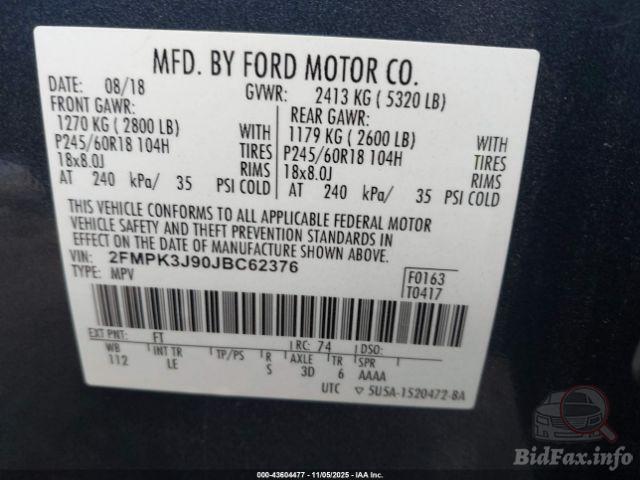 MFD. BY FORD MOTOR CO.
DATE: 08/18 GVWR: 2413 KG ( 5320 LB)
FRONT GAWR: REAR GAWR:
1270 KG ( 2800 LB) WITH 1179 KG ( 2600 LB) WITH
P245/60R18 104H TIRES P245/60R18 104H TIRES
18x8.0J RIMS 18x8.0J RIMS
AT 240 kPa/ 35 PSI COLD AT 240 kPa/ 35 PSI COLD
THIS VEHICLE CONFORMS TO ALL APPLICABLE FEDERAL MOTOR
VEHICLE SAFETY AND THEFT PREVENTION STANDARDS IN
EFFECT ON THE DATE OF MANUFACTURE SHOWN ABOVE.
VIN: 2FMPK3J90JBC62376
TYPE: MPV
F0163
T0417
EXT PNT: FT RC: 74 DSO:
WB INT TR TP/PS R AXLE TR SPR
112 LE S 3D 6 AAAA
UTC ▽ 5U5A-1520472-BA
BidFax.info
000-43604477 - 11/05/2025 - IAA Inc.